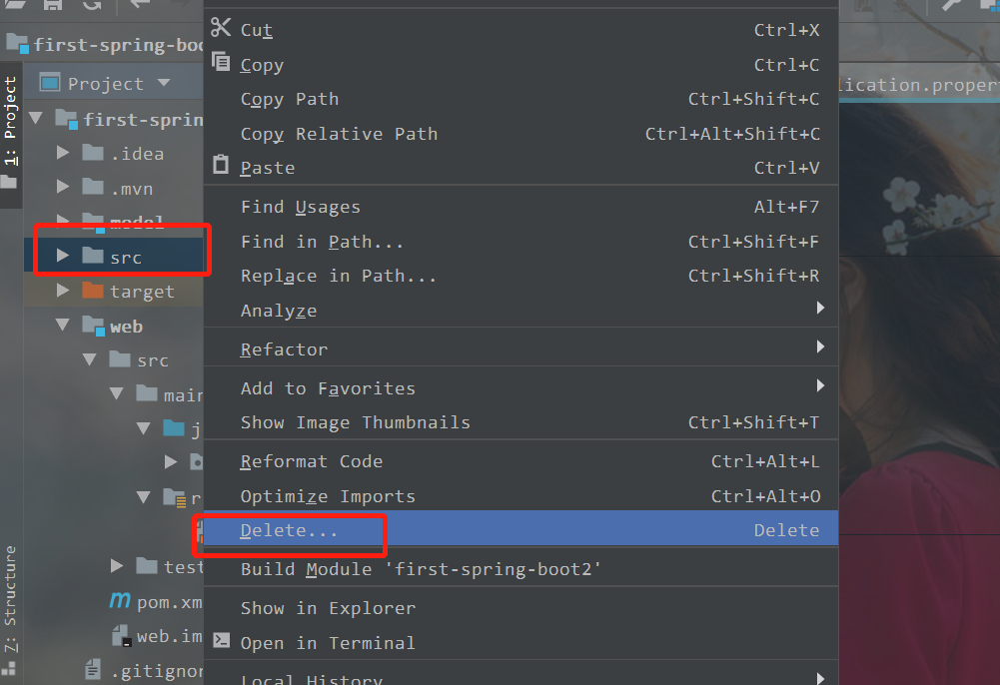 first-spring-boo
Project
1: Project
Z: Structure
first-sprin
.idea
.mvn
model
src
target
web
src
main
j
r
test
pom.xm
web.im
.gitignor
Cut Ctrl+X
Copy Ctrl+C
Copy Path Ctrl+Shift+C
Copy Relative Path Ctrl+Alt+Shift+C
Paste Ctrl+V
Find Usages Alt+F7
Find in Path... Ctrl+Shift+F
Replace in Path... Ctrl+Shift+R
Analyze
Refactor
Add to Favorites
Show Image Thumbnails Ctrl+Shift+T
Reformat Code Ctrl+Alt+L
Optimize Imports Ctrl+Alt+O
Delete... Delete
Build Module 'first-spring-boot2'
Show in Explorer
Open in Terminal
Local History
lication.proper